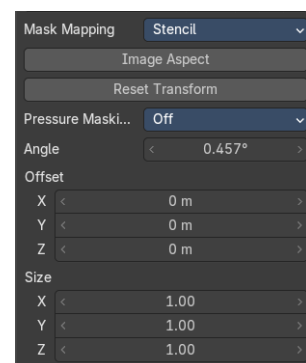 Mask Mapping Stencil
Image Aspect
Reset Transform
Pressure Maski... Off
Angle 0.457°
Offset
X 0 m
Y 0 m
Z 0 m
Size
X 1.00
Y 1.00
Z 1.00